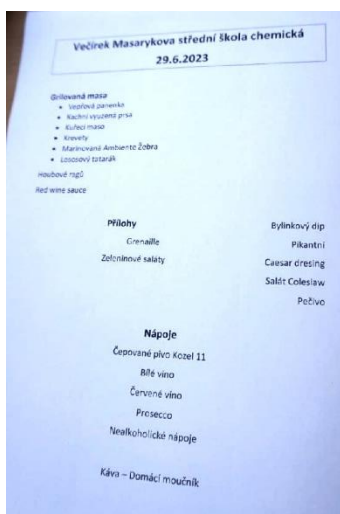 Večírek Masarykova střední škola chemická
29.6.2023
Grilovaná masa
Vepřová panenka
Kachní vyuzená prsa
Kuřecí maso
Krevety
Marinovaná Ambiente Žebra
Lososový tatarák
Houbové ragú
Red wine sauce
Přílohy
Grenaille
Zeleninové saláty
Bylinkový dip
Pikantní
Caesar dresing
Salát Coleslaw
Pečivo
Nápoje
Čepované pivo Kozel 11
Bílé víno
Červené víno
Prosecco
Nealkoholické nápoje
Káva – Domácí moučník